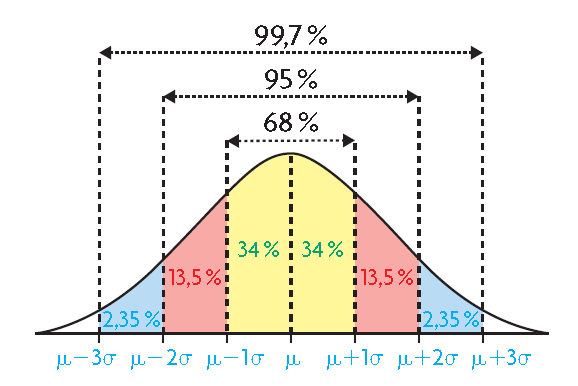 99,7 %
95 %
68 %
34 % 34 %
13,5 % 13,5 %
2,35 % 2,35 %
μ−3σ μ−2σ μ−1σ μ μ+1σ μ+2σ μ+3σ